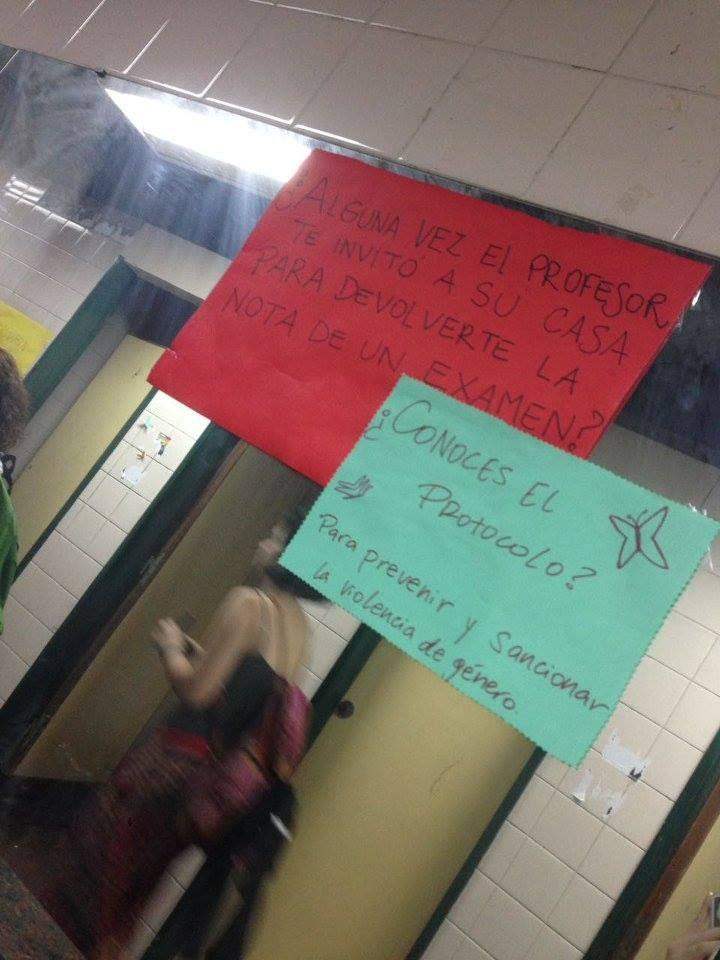 ¿ALGUNA VEZ El PROFESOR
TE INVITÓ A SU CASA
PARA DEVOLVERTE LA
NOTA DE UN EXAMEN?
¿CONOCES EL
PROTOCOLO?
Para prevenir y sancionar
la violencia de género.